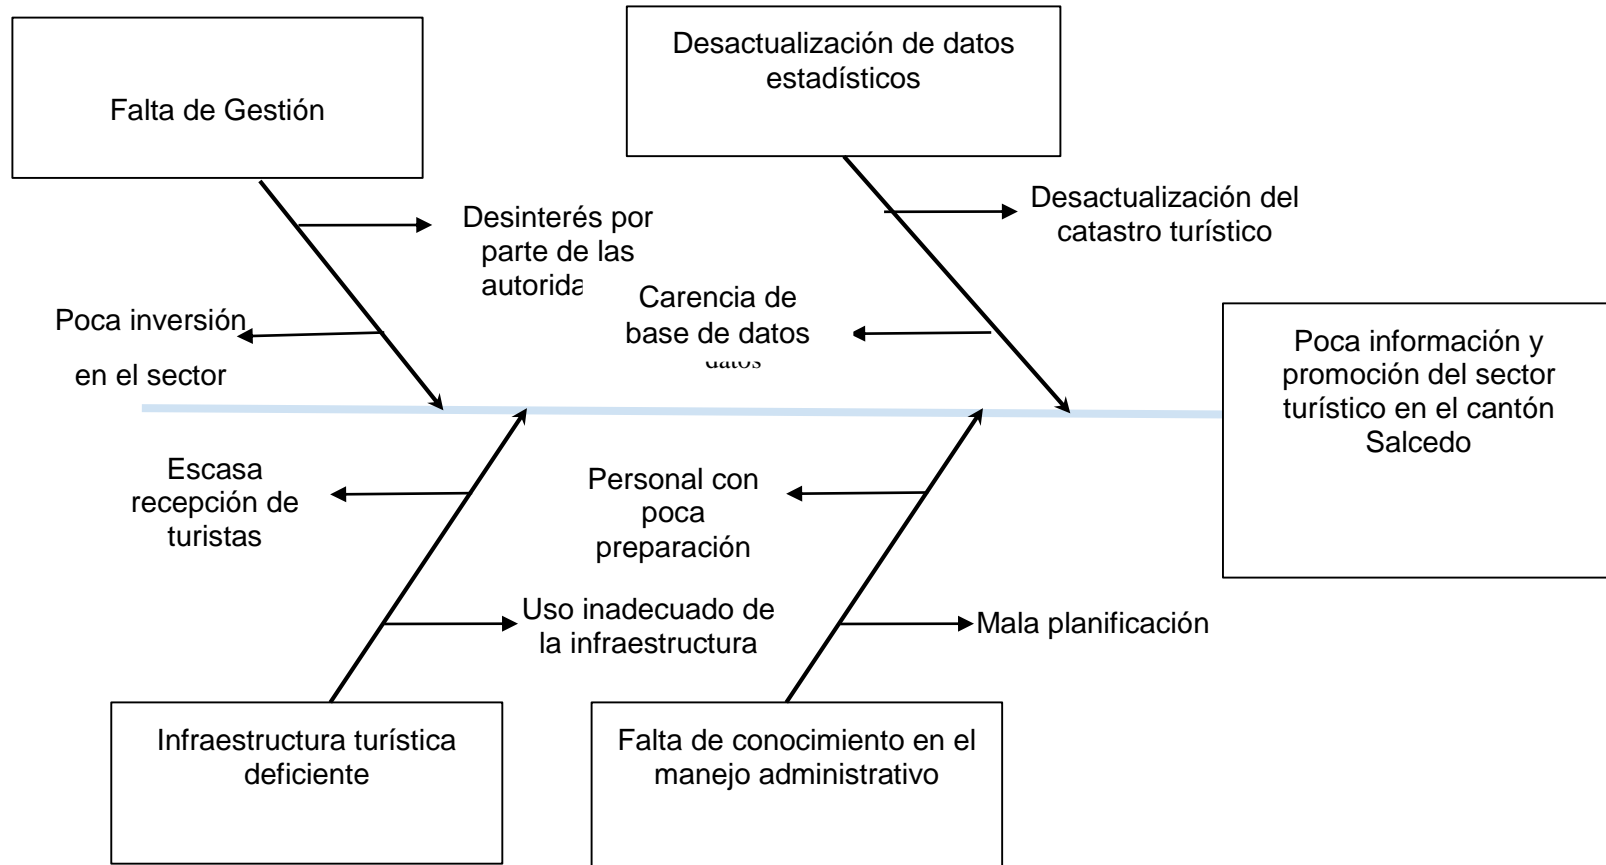 Falta de Gestión
Desactualización de datos
estadísticos
Desinterés por
parte de las
autorida
Poca inversión
en el sector
Desactualización del
catastro turístico
Carencia de
base de datos
datos
Poca información y
promoción del sector
turístico en el cantón
Salcedo
Escasa
recepción de
turistas
Personal con
poca
preparación
Uso inadecuado de
la infraestructura
Mala planificación
Infraestructura turística
deficiente
Falta de conocimiento en el
manejo administrativo